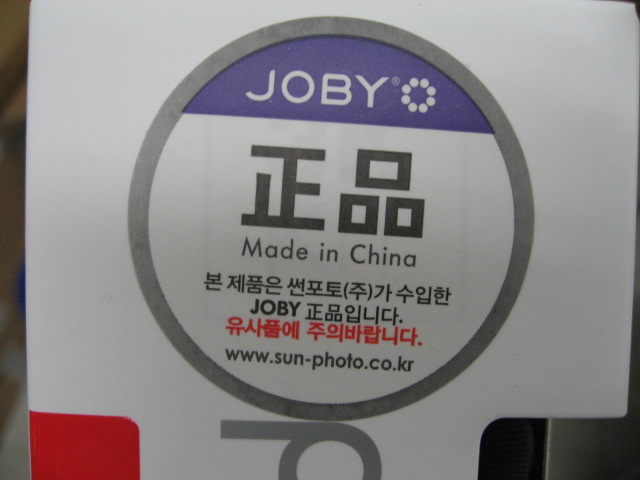 JOBY®
正品
Made in China
본 제품은 썬포토(주)가 수입한
JOBY 正品입니다.
유사품에 주의바랍니다.
www.sun-photo.co.kr